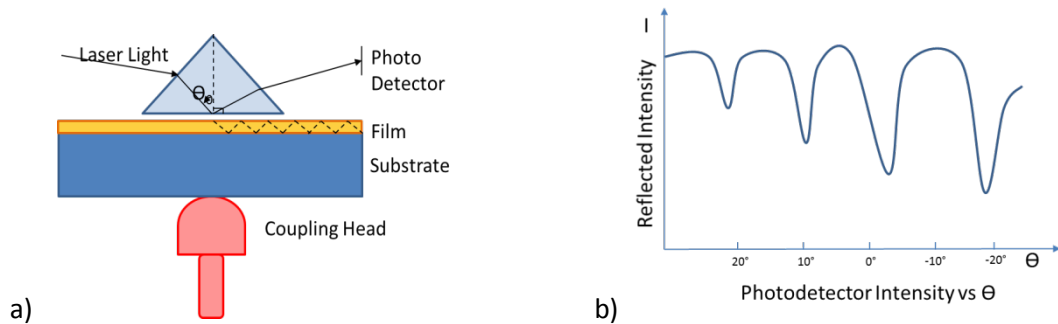 Laser Light
Photo
Detector
Θ
Film
Substrate
Coupling Head
a)
I
Reflected Intensity
20° 10° 0° -10° -20° Θ
Photodetector Intensity vs Θ
b)